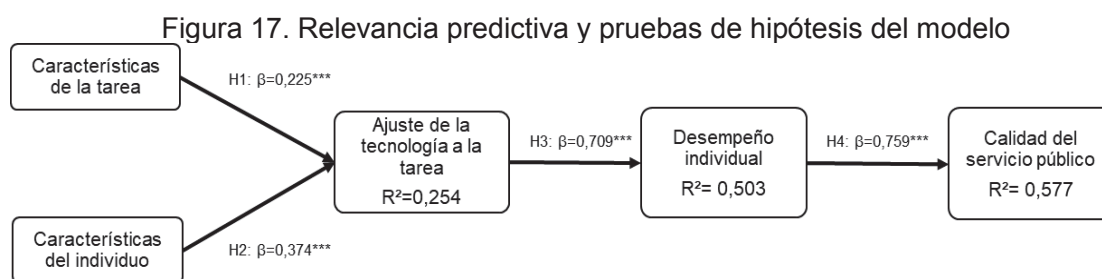 Figura 17. Relevancia predictiva y pruebas de hipótesis del modelo
Características
de la tarea
H1: β=0,225***
Ajuste de la
tecnología a la
tarea
R²=0,254
H3: β=0,709***
Desempeño
individual
R²= 0,503
H4: β=0,759***
Calidad del
servicio público
R²= 0,577
Características
del individuo
H2: β=0,374***